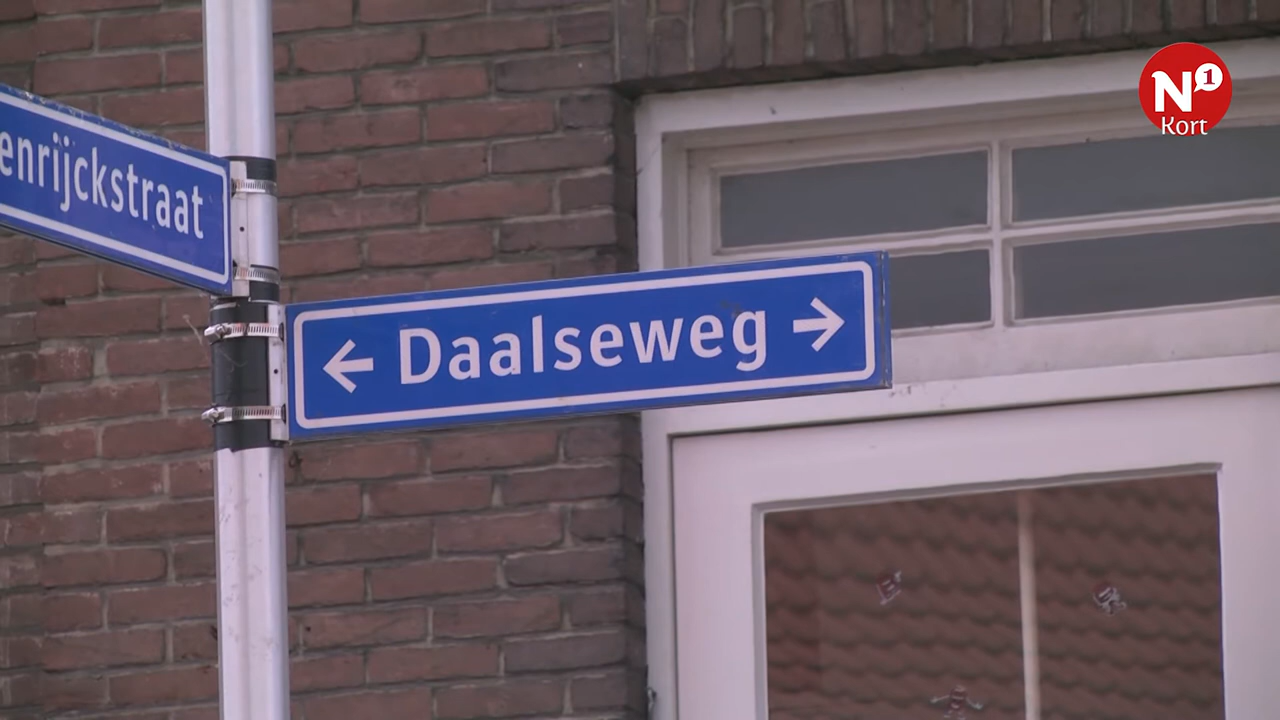 N1
Kort
enrijckstraat
← Daalseweg →